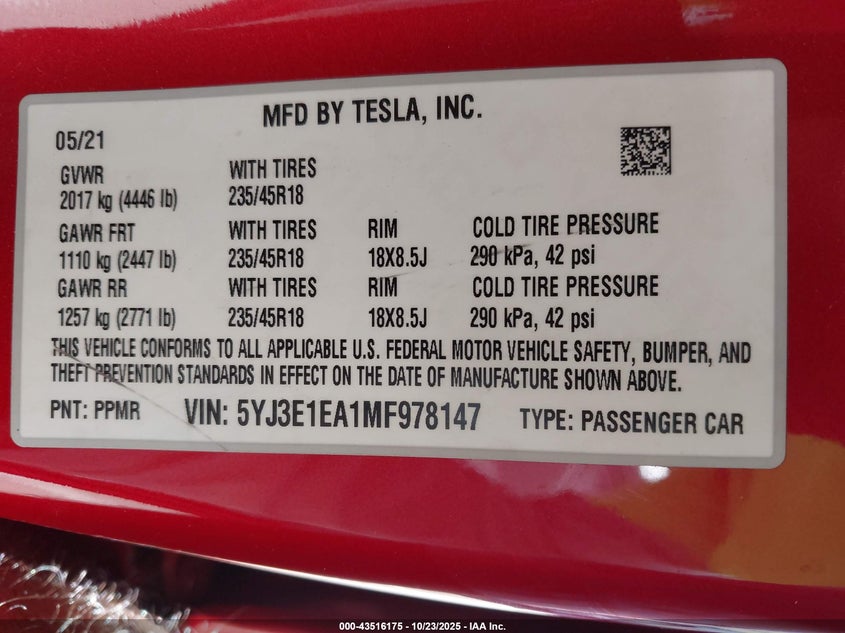 MFD BY TESLA, INC.
05/21
GVWR WITH TIRES
2017 kg (4446 lb) 235/45R18
GAWR FRT WITH TIRES RIM COLD TIRE PRESSURE
1110 kg (2447 lb) 235/45R18 18X8.5J 290 kPa, 42 psi
GAWR RR WITH TIRES RIM COLD TIRE PRESSURE
1257 kg (2771 lb) 235/45R18 18X8.5J 290 kPa, 42 psi
THIS VEHICLE CONFORMS TO ALL APPLICABLE U.S. FEDERAL MOTOR VEHICLE SAFETY, BUMPER, AND
THEFT PREVENTION STANDARDS IN EFFECT ON THE DATE OF MANUFACTURE SHOWN ABOVE.
PNT: PPMR VIN: 5YJ3E1EA1MF978147 TYPE: PASSENGER CAR
000-43516175 - 10/23/2025 - IAA Inc.